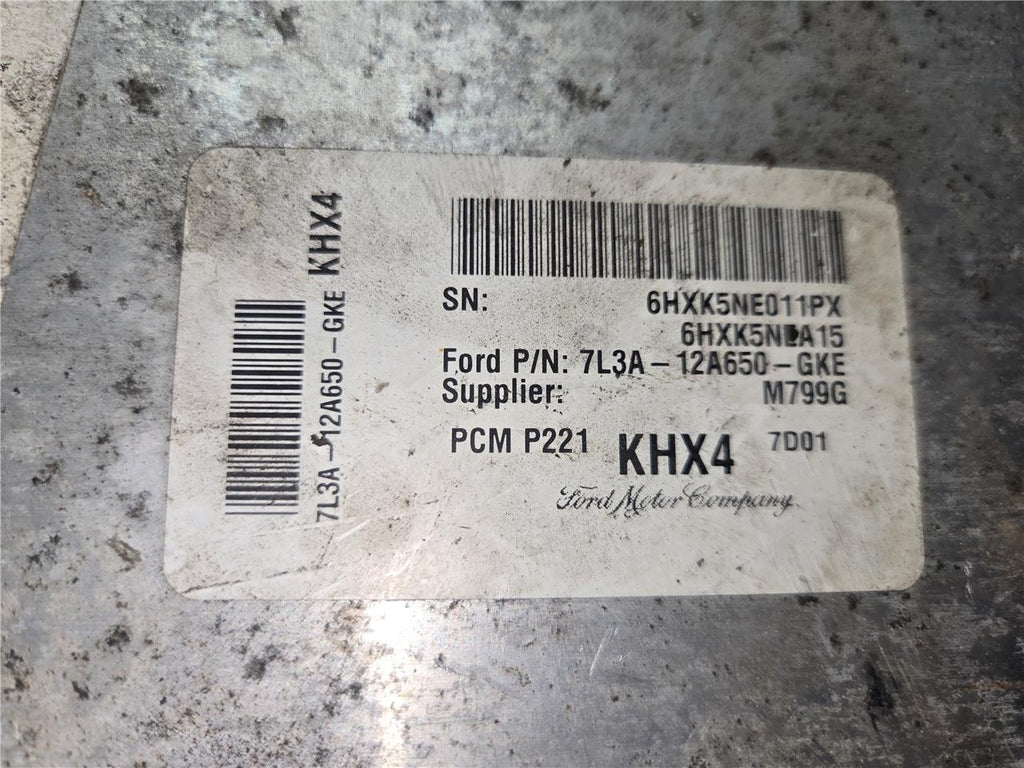 7L3A-12A650-GKE KHX4
SN: 6HXK5NE011PX
Ford P/N: 7L3A-12A650-GKE
Supplier: M799G
PCM P221 KHX4 7D01
Ford Motor Company